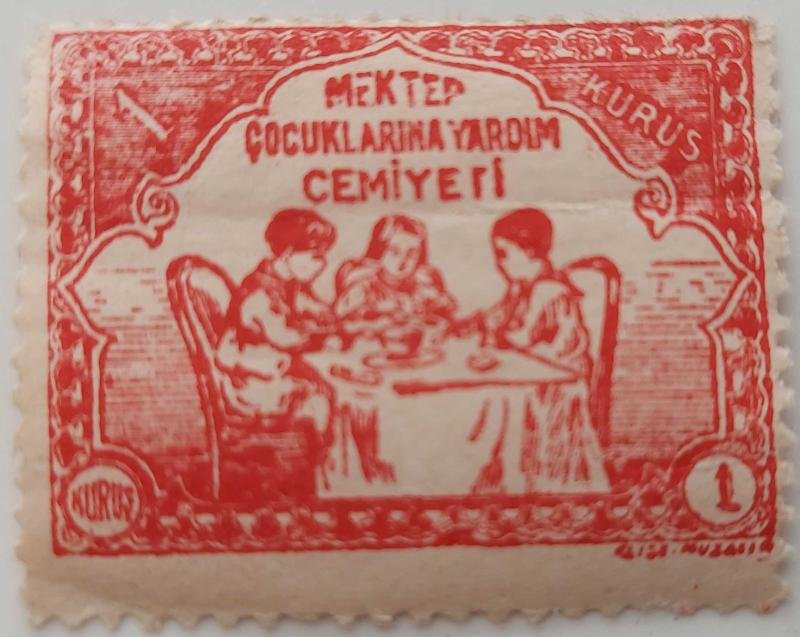 1
KURUŞ
MEKTEP
ÇOCUKLARINA YARDIM
CEMİYETİ
KURUŞ
1